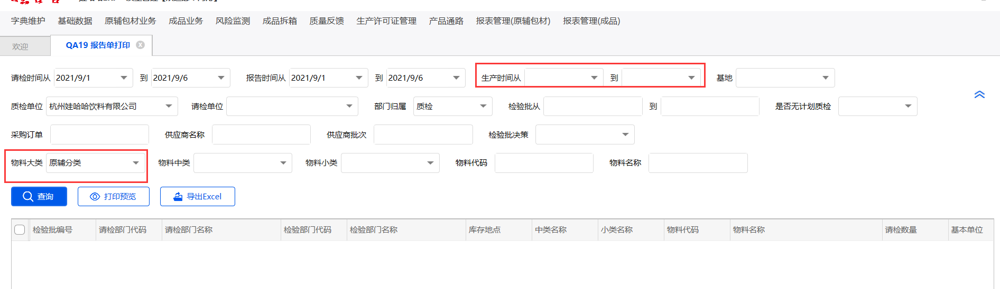 字典维护 基础数据 原辅包材业务 成品业务 风险监测 成品拆箱 质量反馈 生产许可证管理 产品通路 报表管理(原辅包材) 报表管理(成品)
欢迎 QA19 报告单打印
请检时间从 2021/9/1 到 2021/9/6 报告时间从 2021/9/1 到 2021/9/6 生产时间从 到 基地
质检单位 杭州娃哈哈饮料有限公司 请检单位 部门归属 质检 检验批从 到 是否无计划质检
采购订单 供应商名称 供应商批次 检验批决策
物料大类 原辅分类 物料中类 物料小类 物料代码 物料名称
查询 打印预览 导出Excel
检验批编号 请检部门代码 请检部门名称 检验部门代码 检验部门名称 库存地点 中类名称 小类名称 物料代码 物料名称 请检数量 基本单位